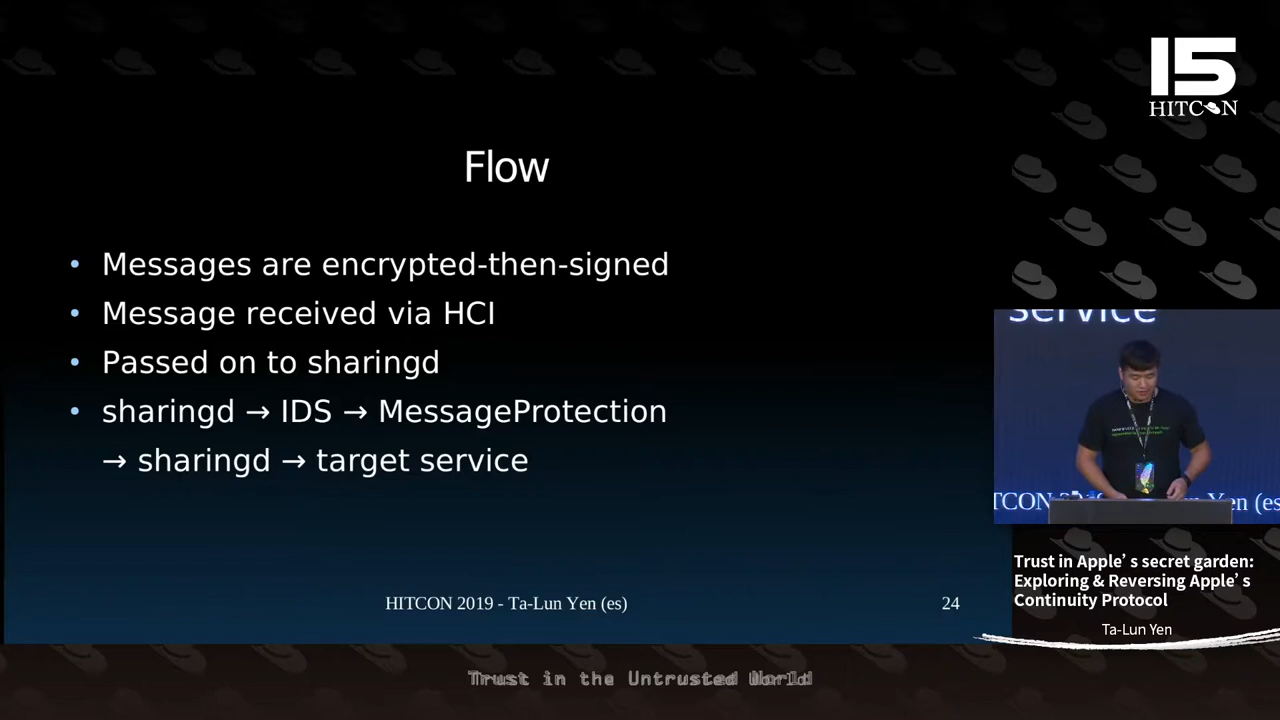 15
HITCON
Flow
• Messages are encrypted-then-signed
• Message received via HCI
• Passed on to sharingd
• sharingd → IDS → MessageProtection
→ sharingd → target service
HITCON 2019 - Ta-Lun Yen (es)
24
service
Trust in Apple's secret garden:
Exploring & Reversing Apple's
Continuity Protocol
Ta-Lun Yen
Trust in the Untrusted World